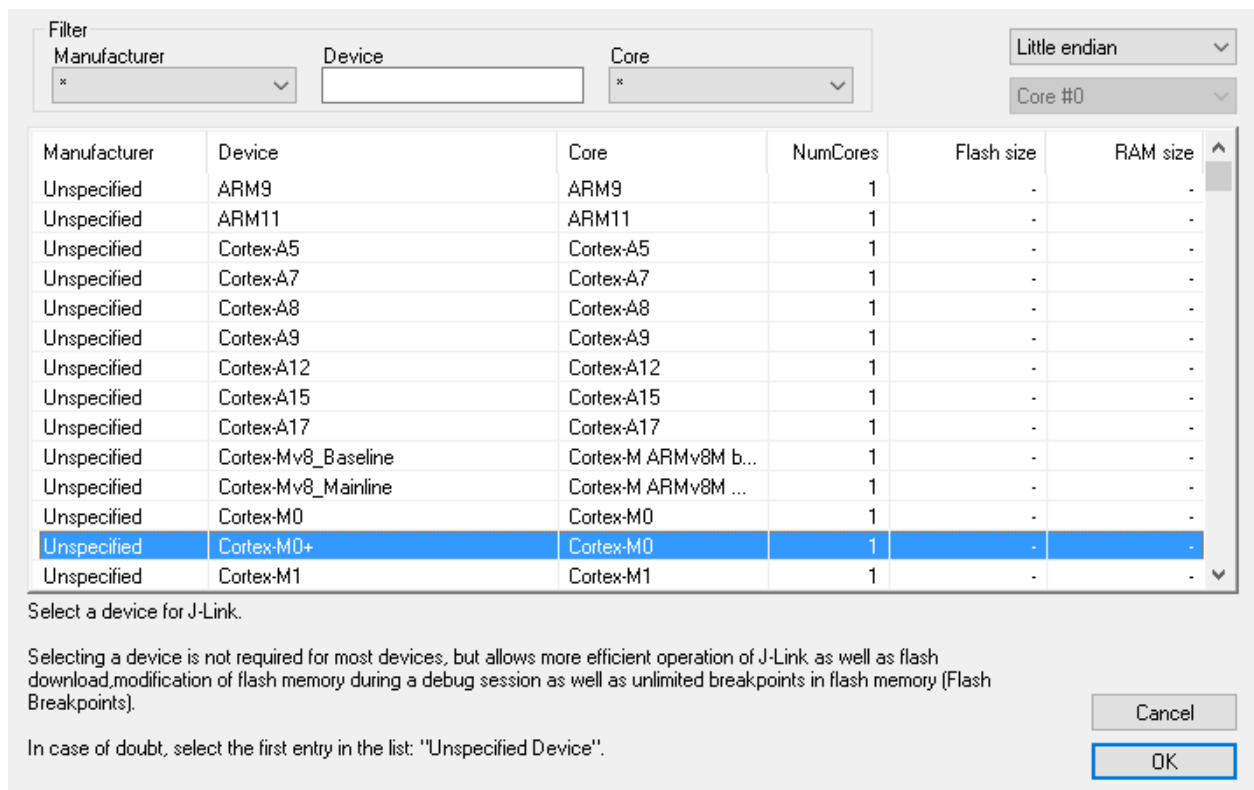 Filter
Manufacturer Device Core
* *
Little endian
Core #0
Manufacturer Device Core NumCores Flash size RAM size
Unspecified ARM9 ARM9 1 - -
Unspecified ARM11 ARM11 1 - -
Unspecified Cortex-A5 Cortex-A5 1 - -
Unspecified Cortex-A7 Cortex-A7 1 - -
Unspecified Cortex-A8 Cortex-A8 1 - -
Unspecified Cortex-A9 Cortex-A9 1 - -
Unspecified Cortex-A12 Cortex-A12 1 - -
Unspecified Cortex-A15 Cortex-A15 1 - -
Unspecified Cortex-A17 Cortex-A17 1 - -
Unspecified Cortex-Mv8_Baseline Cortex-M ARMv8M b... 1 - -
Unspecified Cortex-Mv8_Mainline Cortex-M ARMv8M ... 1 - -
Unspecified Cortex-M0 Cortex-M0 1 - -
Unspecified Cortex-M0+ Cortex-M0 1 - -
Unspecified Cortex-M1 Cortex-M1 1 - -
Select a device for J-Link.
Selecting a device is not required for most devices, but allows more efficient operation of J-Link as well as flash
download,modification of flash memory during a debug session as well as unlimited breakpoints in flash memory (Flash
Breakpoints).
In case of doubt, select the first entry in the list: "Unspecified Device".
Cancel
OK